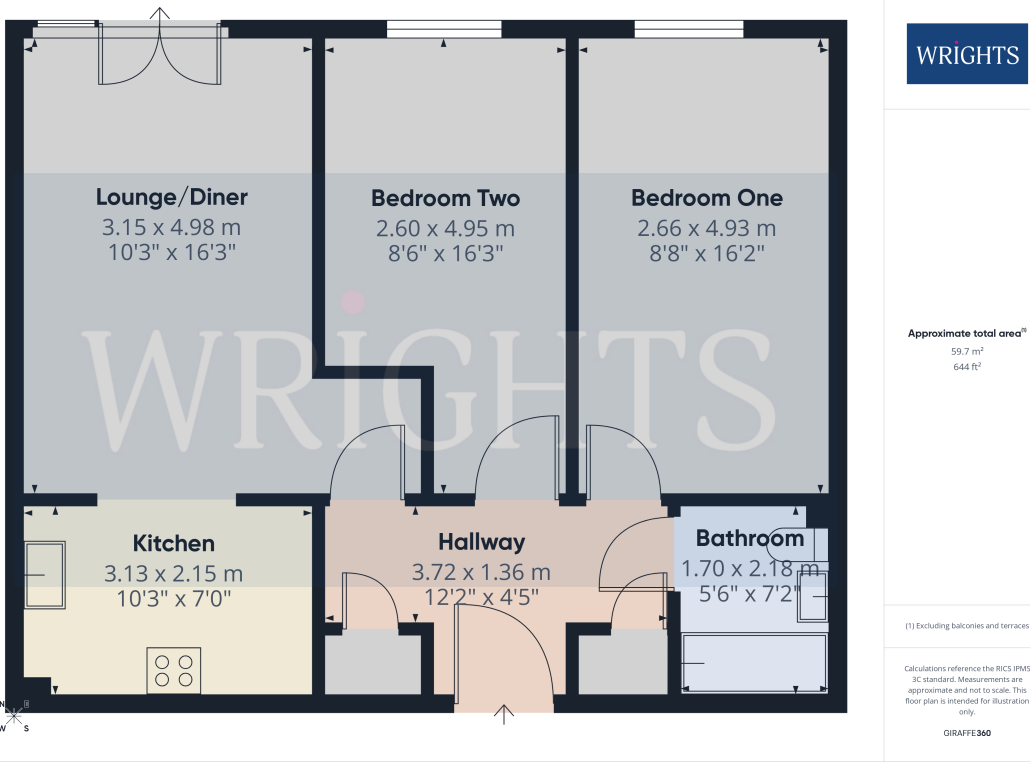 Lounge/Diner
3.15 x 4.98 m
10'3" x 16'3"
Bedroom Two
2.60 x 4.95 m
8'6" x 16'3"
Bedroom One
2.66 x 4.93 m
8'8" x 16'2"
WRiGHTS
Kitchen
3.13 x 2.15 m
10'3" x 7'0"
Hallway
3.72 x 1.36 m
12'2" x 4'5"
Bathroom
1.70 x 2.18 m
5'6" x 7'2"
N E
W S
WRiGHTS
Approximate total area(1)
59.7 m²
644 ft²
(1) Excluding balconies and terraces
Calculations reference the RICS IPMS
3C standard. Measurements are
approximate and not to scale. This
floor plan is intended for illustration
only.
GIRAFFE360